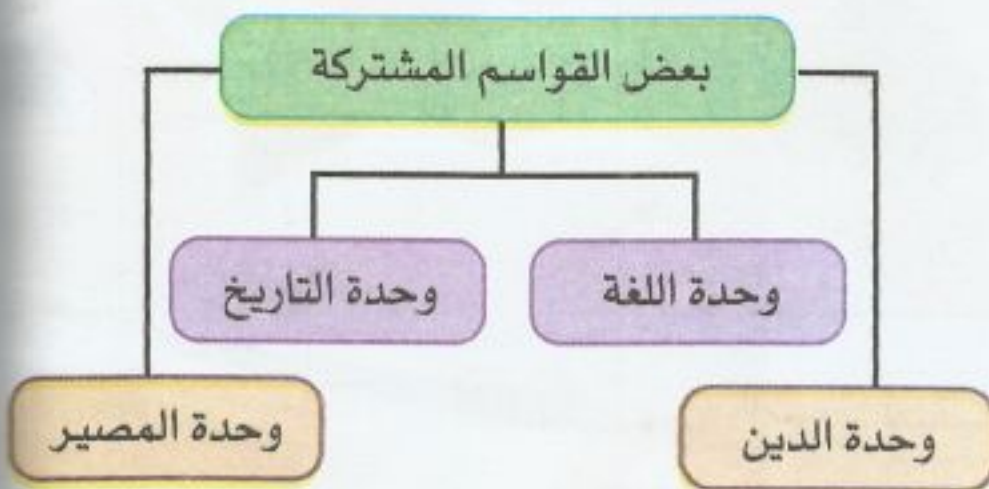 بعض القواسم المشتركة
وحدة اللغة
وحدة التاريخ
وحدة الدين
وحدة المصير